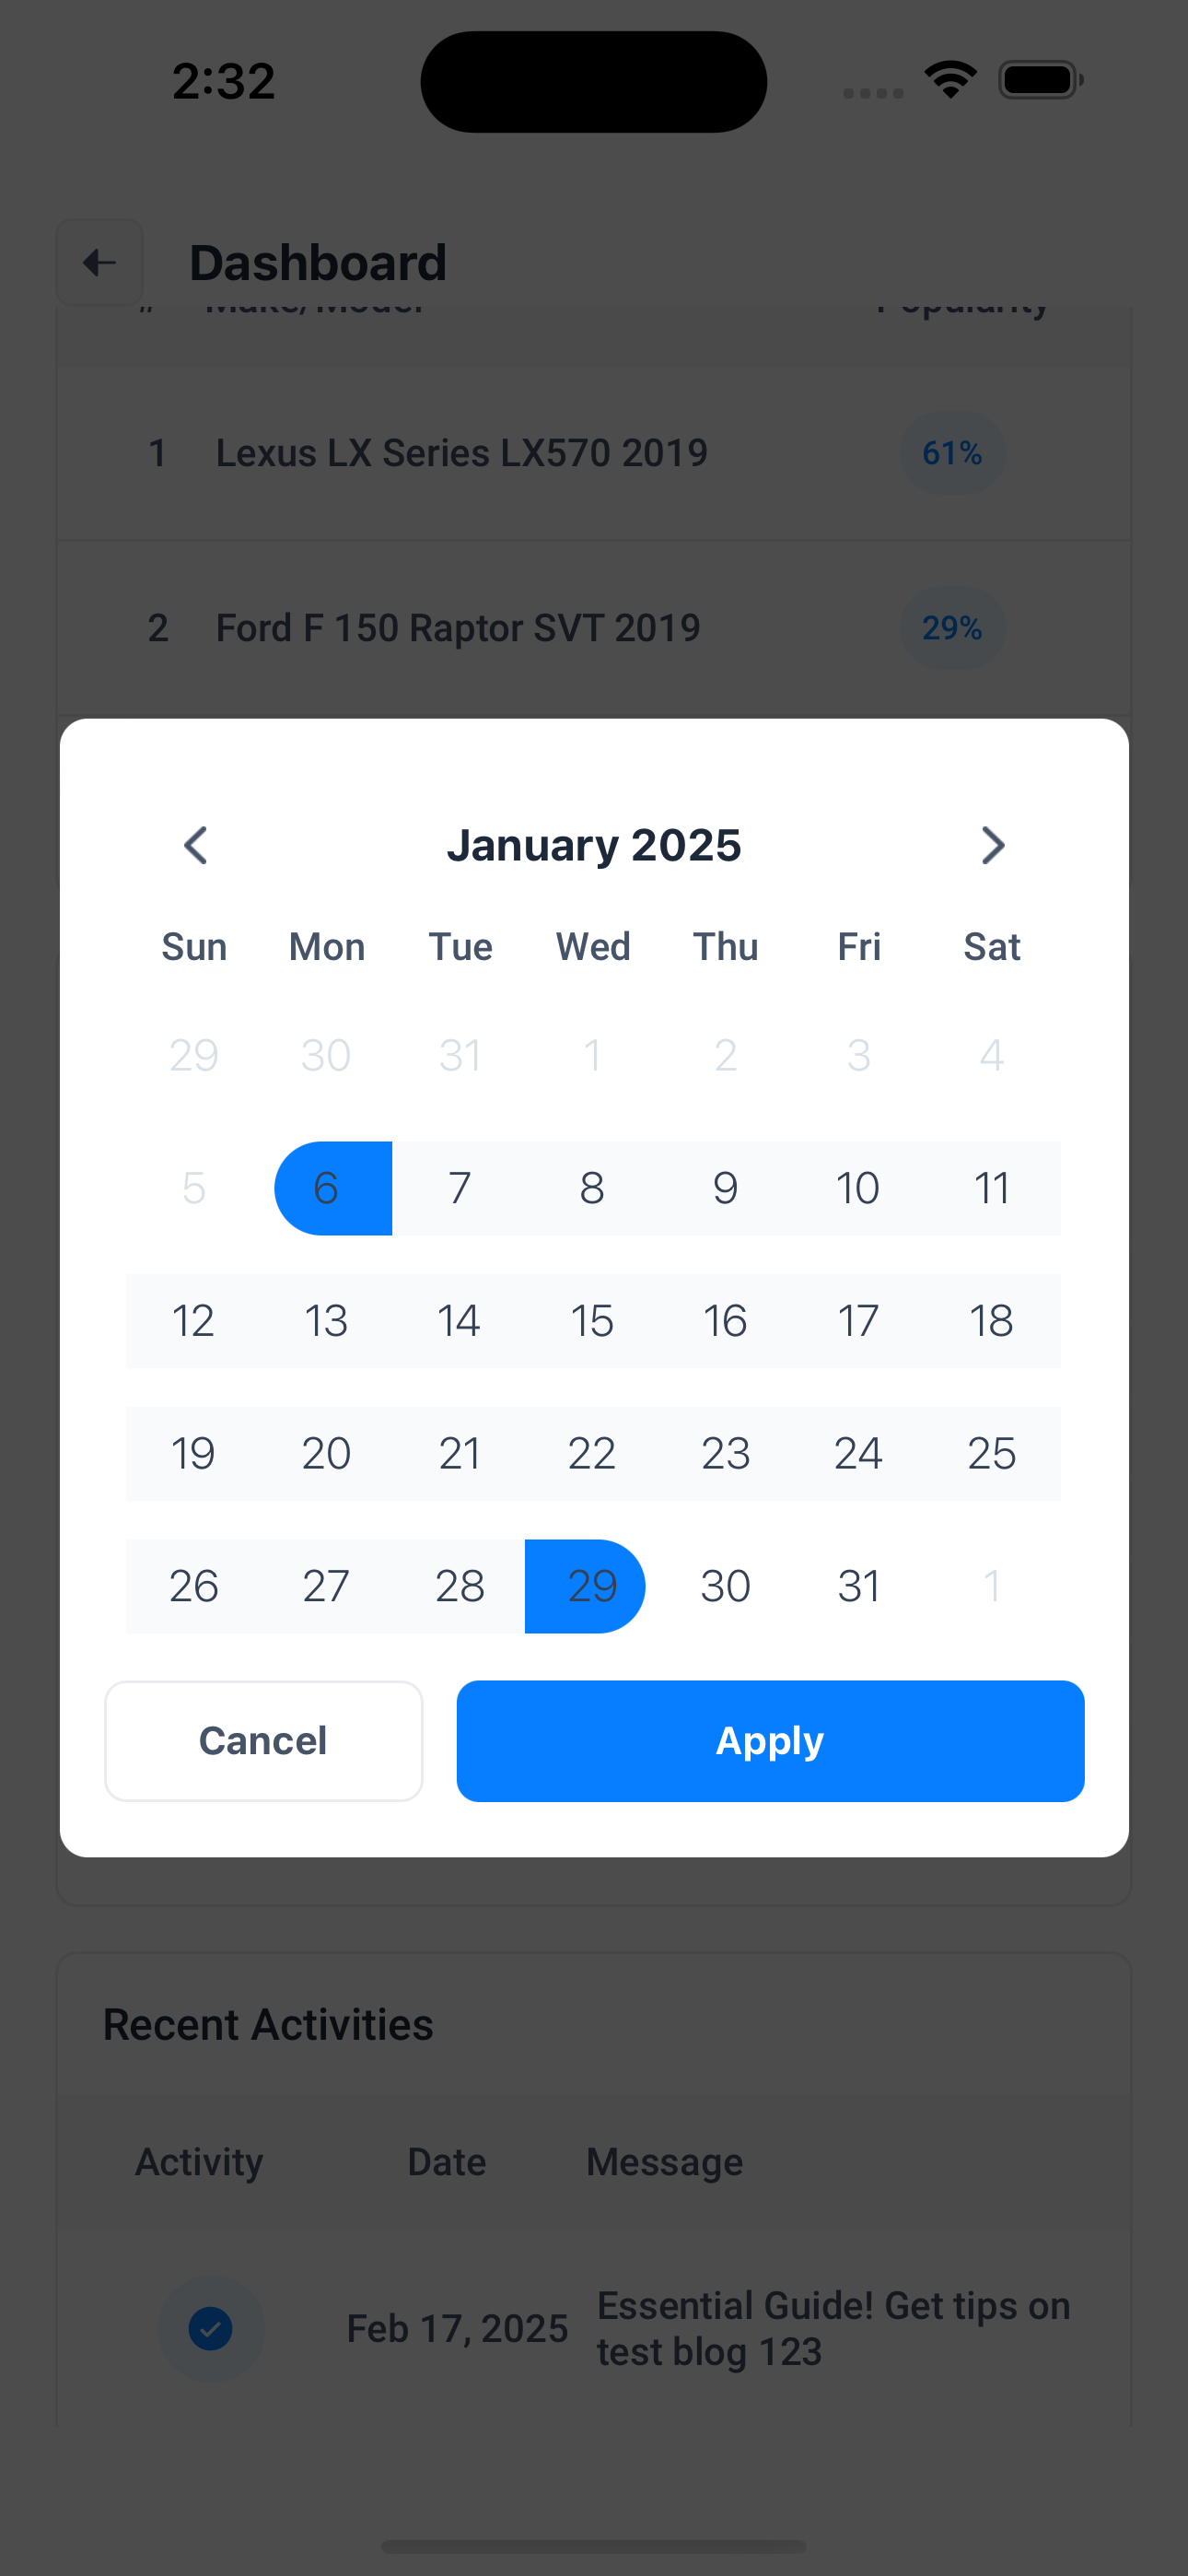 2:32
Dashboard
# Make/Model Popularity
1 Lexus LX Series LX570 2019 61%
2 Ford F 150 Raptor SVT 2019 29%
January 2025
Sun Mon Tue Wed Thu Fri Sat
29 30 31 1 2 3 4
5 6 7 8 9 10 11
12 13 14 15 16 17 18
19 20 21 22 23 24 25
26 27 28 29 30 31 1
Cancel Apply
Recent Activities
Activity Date Message
Feb 17, 2025 Essential Guide! Get tips on
test blog 123